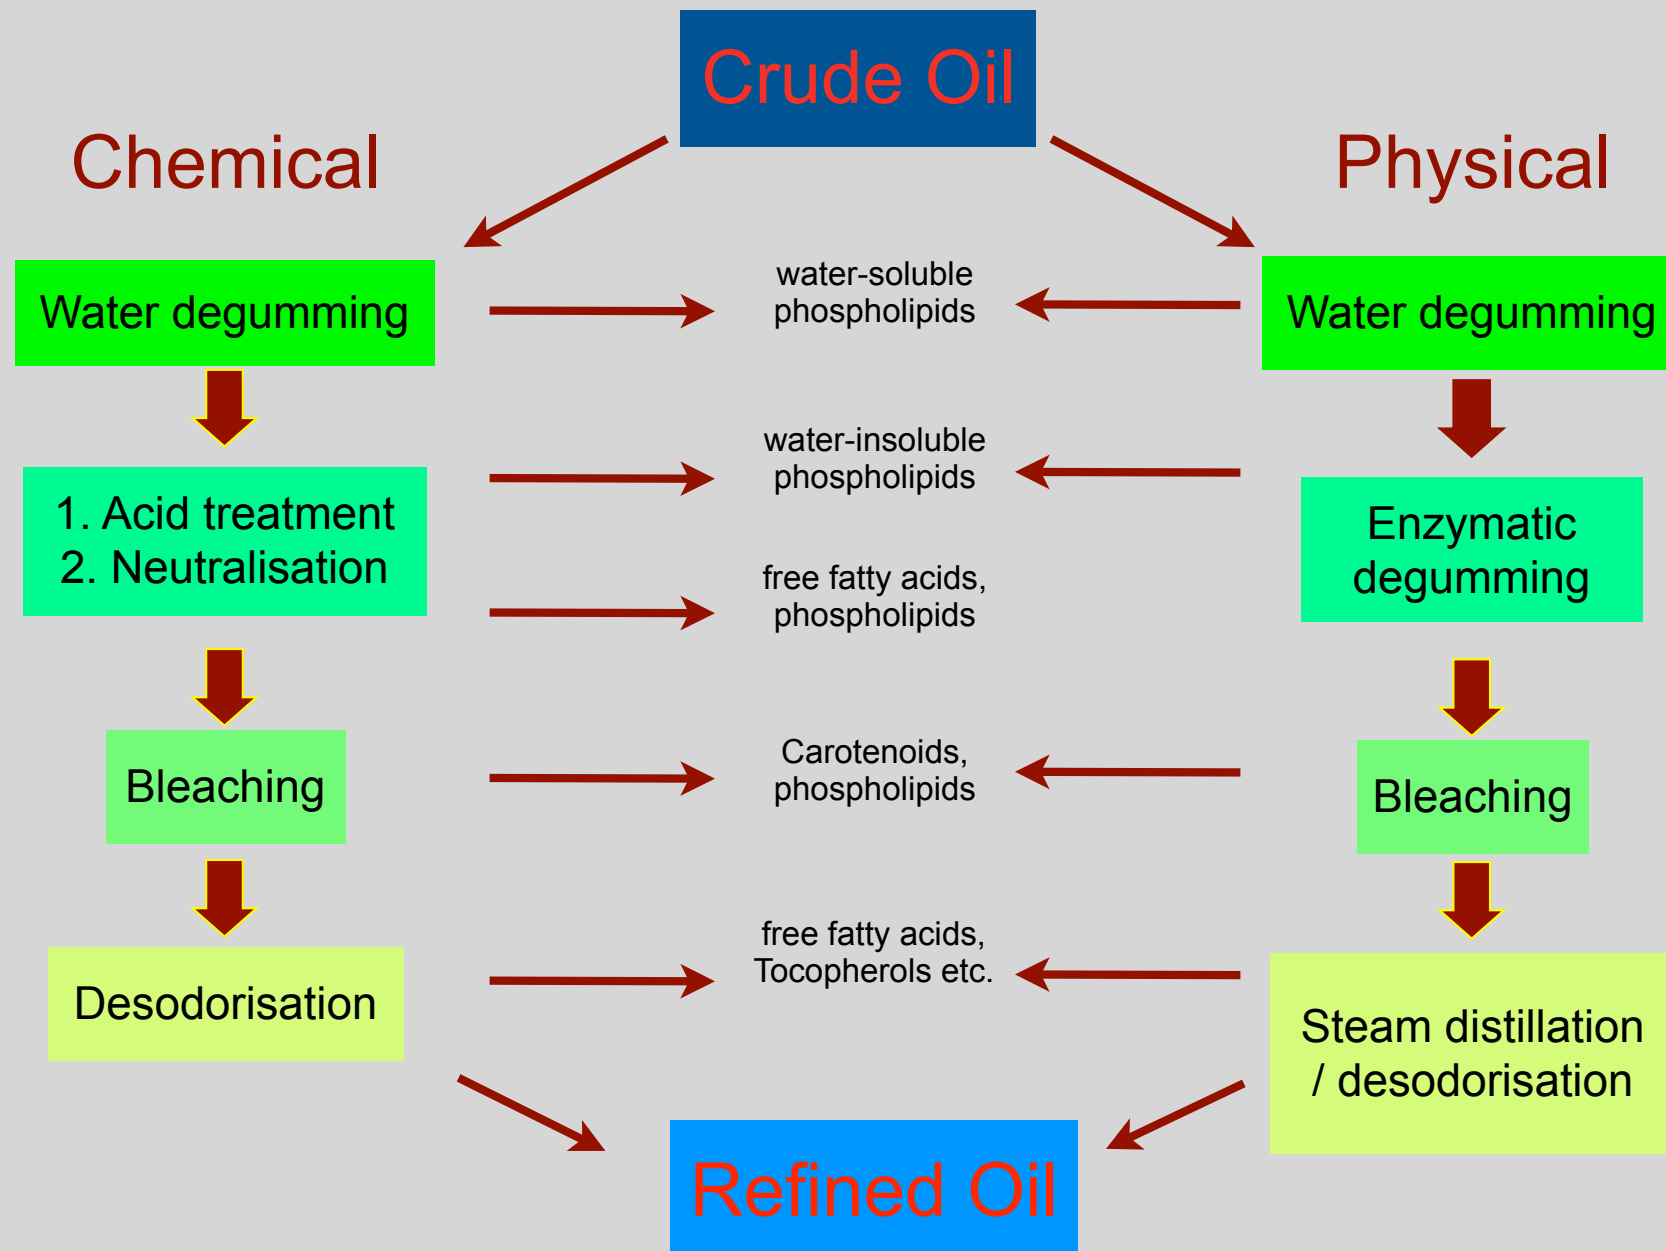 Crude Oil
Chemical
Physical
Water degumming
water-soluble
phospholipids
Water degumming
1. Acid treatment
2. Neutralisation
water-insoluble
phospholipids
Enzymatic
degumming
free fatty acids,
phospholipids
Bleaching
Carotenoids,
phospholipids
Bleaching
Desodorisation
free fatty acids,
Tocopherols etc.
Steam distillation
/ desodorisation
Refined Oil